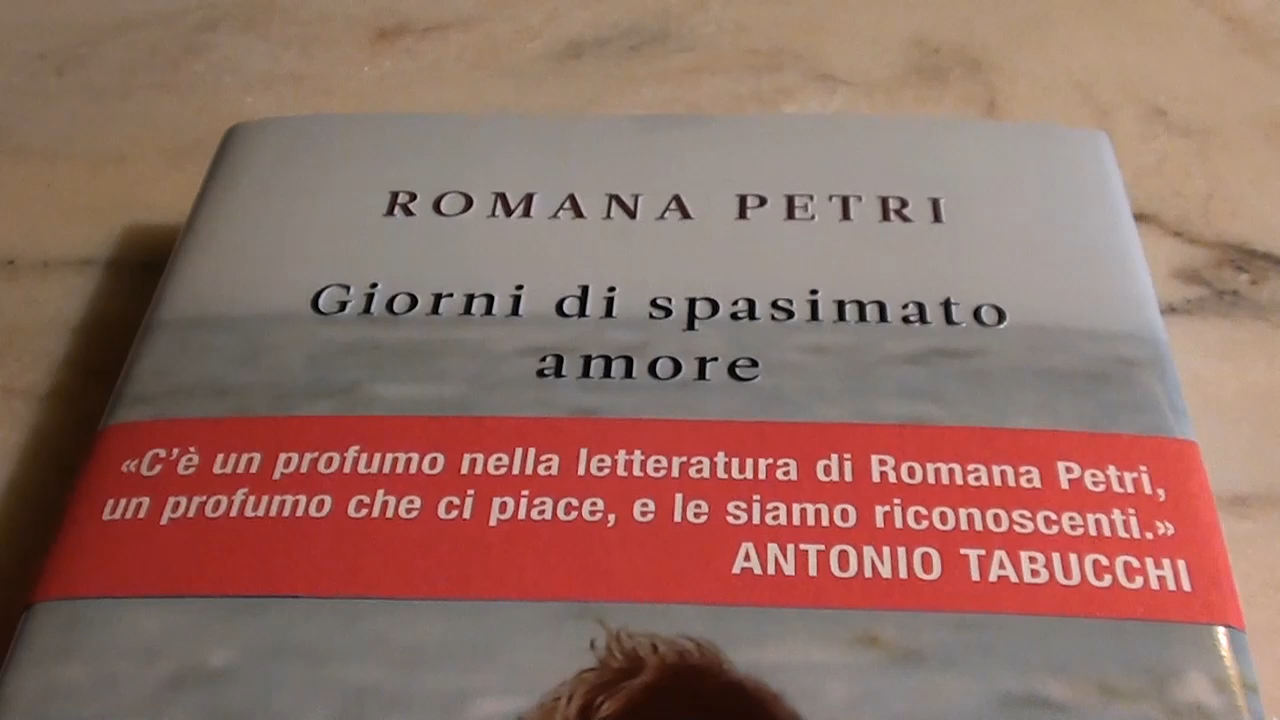 ROMANA PETRI
Giorni di spasimato
amore
«C'è un profumo nella letteratura di Romana Petri,
un profumo che ci piace, e le siamo riconoscenti.»
ANTONIO TABUCCHI